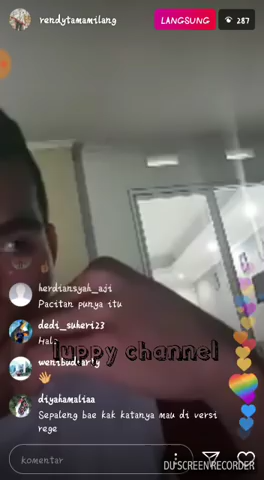 rendytamamilang
LANGSUNG
287
herdiansyah_aji
Pacitan punya itu
dedi_suheri23
luppy channel
diyahamaliaa
Sepaleng bae kak katanya mau di versi
rege
komentar
DU SCREEN RECORDER